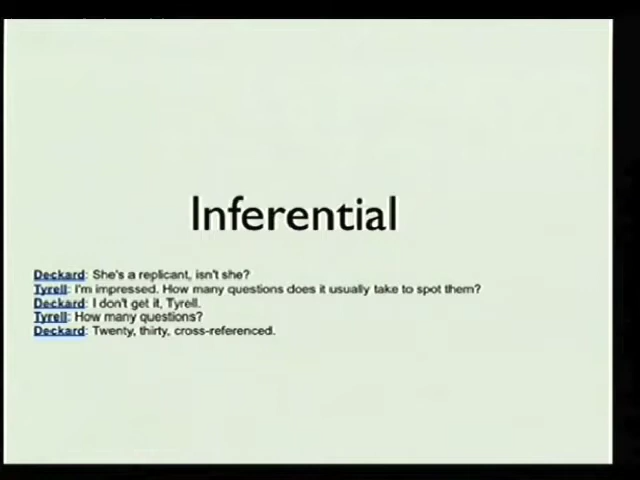 Inferential
Deckard: She's a replicant, isn't she?
Tyrell: I'm impressed. How many questions does it usually take to spot them?
Deckard: I don't get it, Tyrell.
Tyrell: How many questions?
Deckard: Twenty, thirty, cross-referenced.